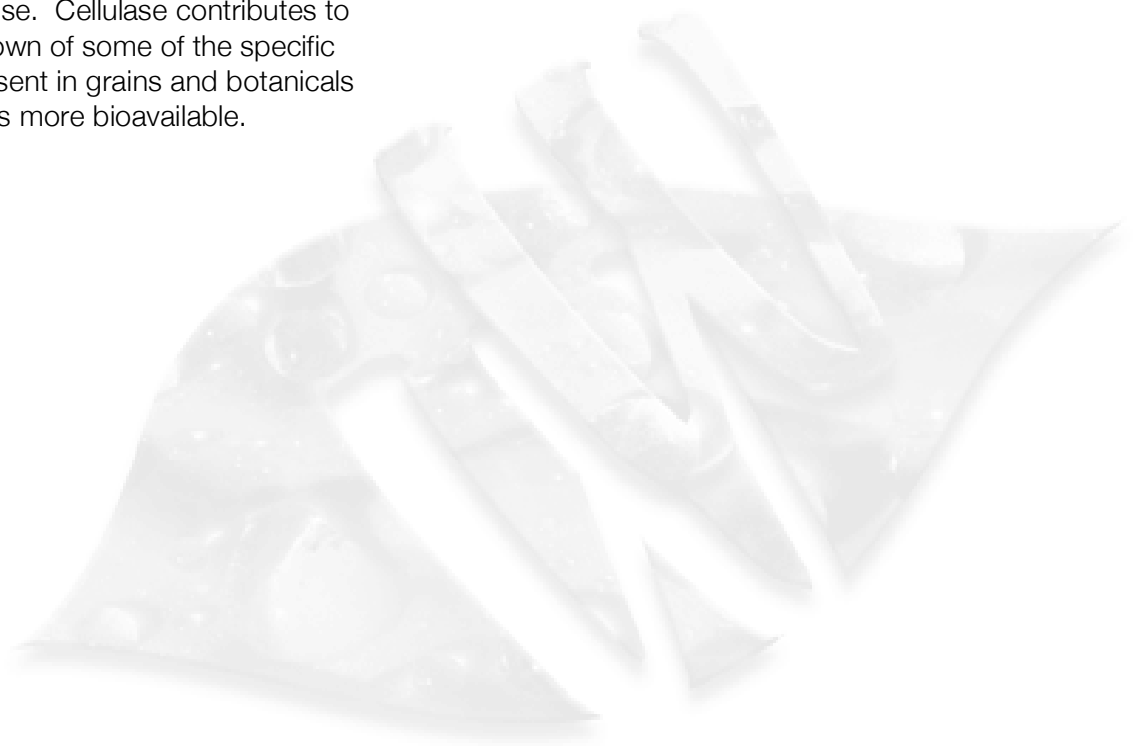 se.  Cellulase contributes to
own of some of the specific
sent in grains and botanicals
s more bioavailable.